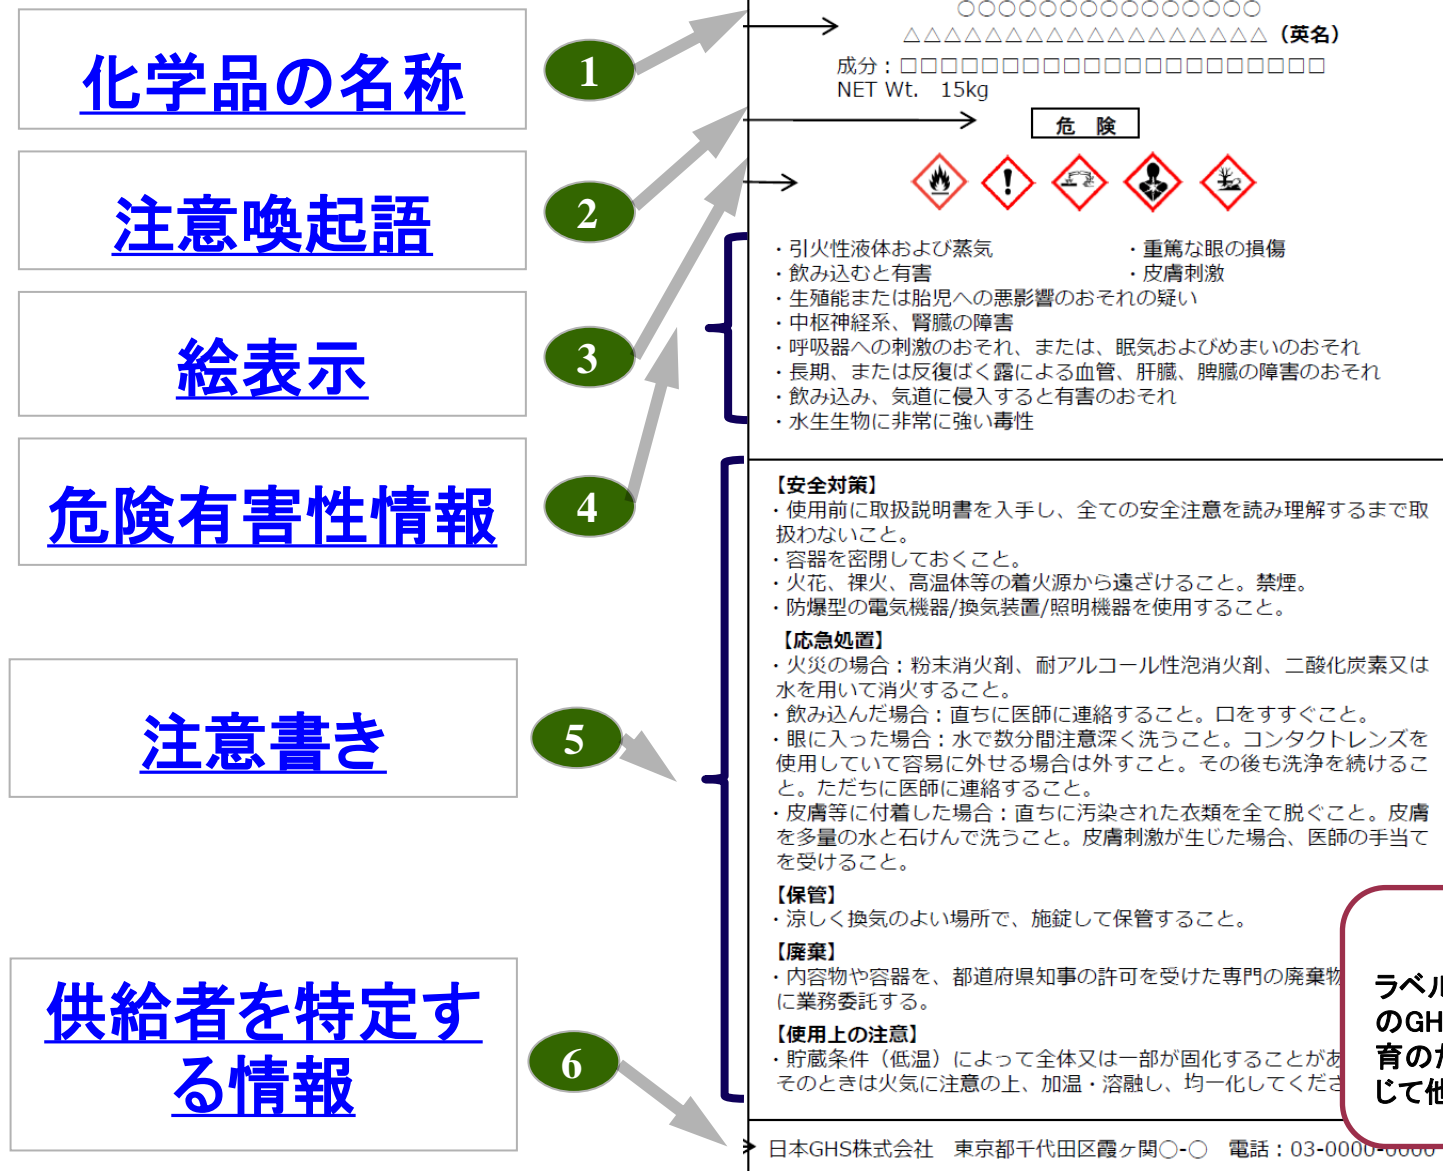 化学品の名称
1
注意喚起語
2
絵表示
3
危険有害性情報
4
注意書き
5
供給者を特定す
る情報
6
○○○○○○○○○○○○○○○
△△△△△△△△△△△△△△△△△△（英名）
成分：□□□□□□□□□□□□□□□□□□□□□
NET Wt. 15kg
危 険
・引火性液体および蒸気 ・重篤な眼の損傷
・飲み込むと有害 ・皮膚刺激
・生殖能または胎児への悪影響のおそれの疑い
・中枢神経系、腎臓の障害
・呼吸器への刺激のおそれ、または、眠気およびめまいのおそれ
・長期、または反復ばく露による血管、肝臓、脾臓の障害のおそれ
・飲み込み、気道に侵入すると有害のおそれ
・水生生物に非常に強い毒性
【安全対策】
・使用前に取扱説明書を入手し、全ての安全注意を読み理解するまで取
扱わないこと。
・容器を密閉しておくこと。
・火花、裸火、高温体等の着火源から遠ざけること。禁煙。
・防爆型の電気機器/換気装置/照明機器を使用すること。
【応急処置】
・火災の場合：粉末消火剤、耐アルコール性泡消火剤、二酸化炭素又は
水を用いて消火すること。
・飲み込んだ場合：直ちに医師に連絡すること。口をすすぐこと。
・眼に入った場合：水で数分間注意深く洗うこと。コンタクトレンズを
使用していて容易に外せる場合は外すこと。その後も洗浄を続けるこ
と。ただちに医師に連絡すること。
・皮膚等に付着した場合：直ちに汚染された衣類を全て脱ぐこと。皮膚
を多量の水と石けんで洗うこと。皮膚刺激が生じた場合、医師の手当て
を受けること。
【保管】
・涼しく換気のよい場所で、施錠して保管すること。
【廃棄】
・内容物や容器を、都道府県知事の許可を受けた専門の廃棄物
に業務委託する。
【使用上の注意】
・貯蔵条件（低温）によって全体又は一部が固化することがあ
そのときは火気に注意の上、加温・溶融し、均一化してくださ
ラベル
のGH
育のた
じて他
日本GHS株式会社 東京都千代田区霞ヶ関○-○ 電話：03-0000-0000